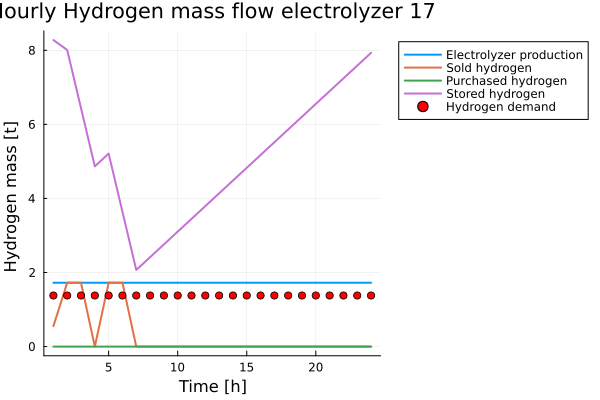 Hourly Hydrogen mass flow electrolyzer 17
Hydrogen mass [t]
8
6
4
2
0
5
10
15
20
Time [h]
Electrolyzer production
Sold hydrogen
Purchased hydrogen
Stored hydrogen
Hydrogen demand